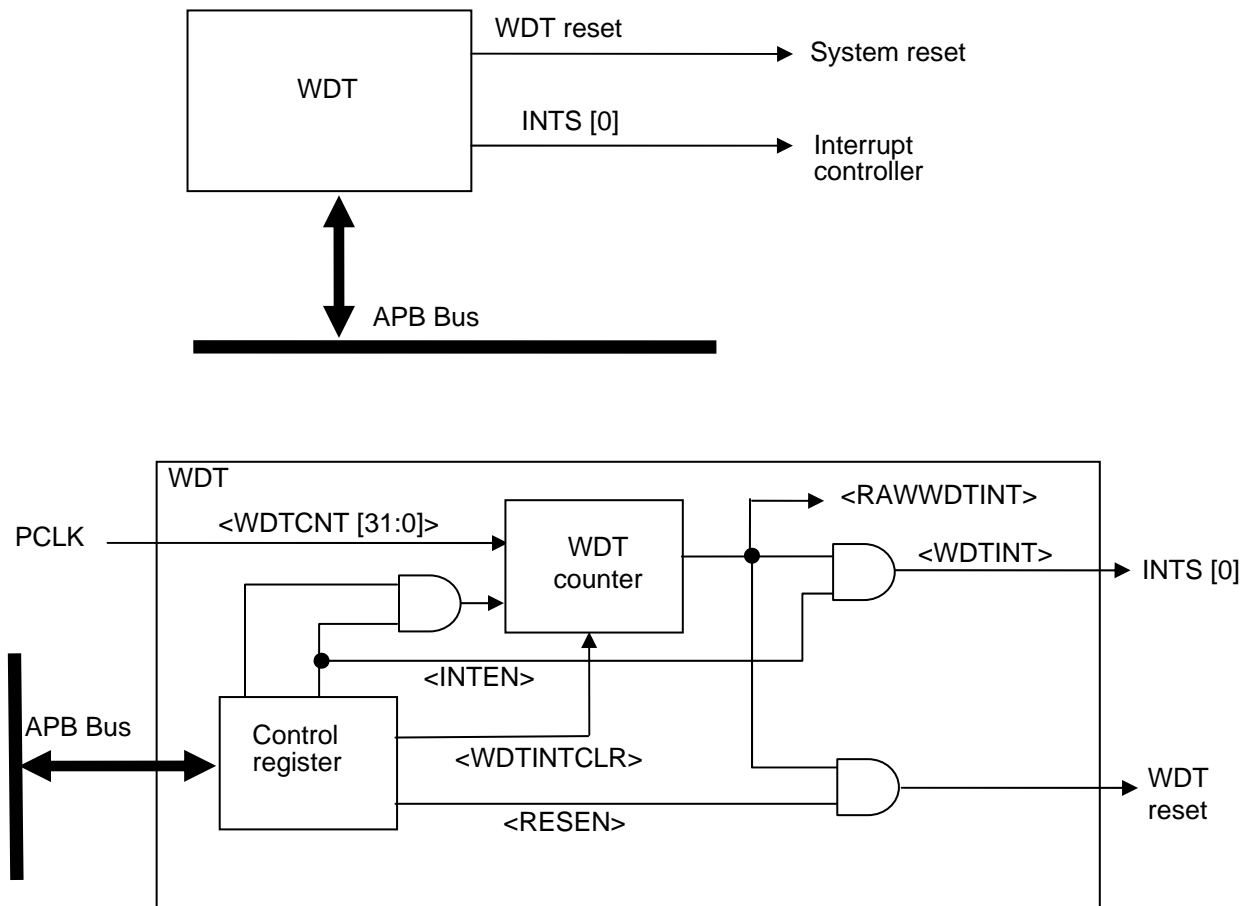 WDT reset
System reset
WDT
INTS [0]
Interrupt
controller
APB Bus
WDT
<RAWWDTINT>
<WDTCNT [31:0]>
PCLK
WDT
counter
<WDTINT>
INTS [0]
<INTEN>
APB Bus
Control
register
<WDTINTCLR>
WDT
reset
<RESEN>